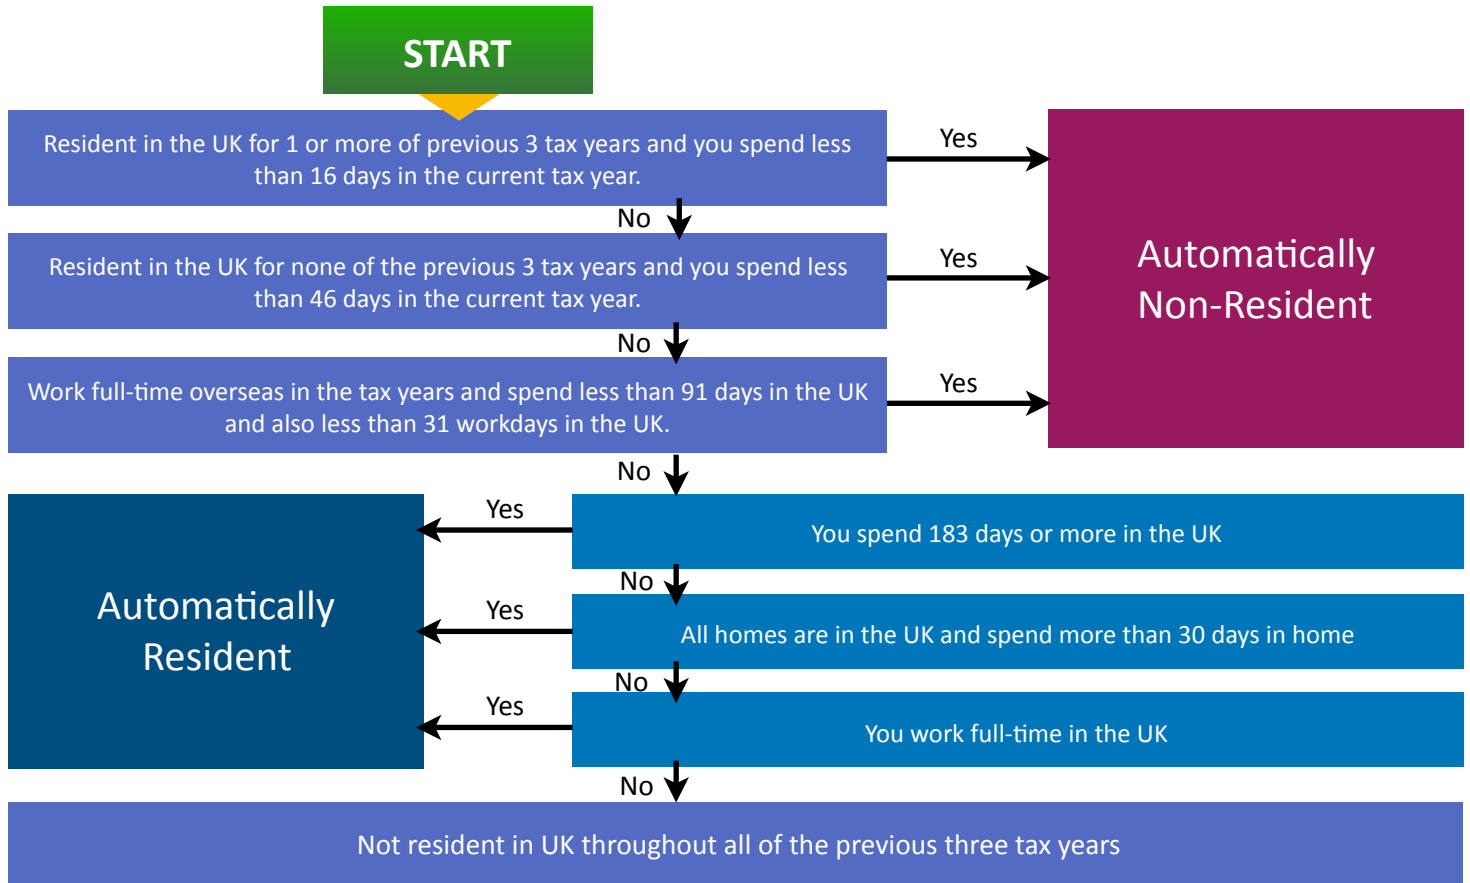 START
Resident in the UK for 1 or more of previous 3 tax years and you spend less
than 16 days in the current tax year.
Yes
No
Resident in the UK for none of the previous 3 tax years and you spend less
than 46 days in the current tax year.
Yes
Automatically
Non-Resident
No
Work full-time overseas in the tax years and spend less than 91 days in the UK
and also less than 31 workdays in the UK.
Yes
No
You spend 183 days or more in the UK
Yes
No
Automatically
Resident
All homes are in the UK and spend more than 30 days in home
Yes
No
You work full-time in the UK
Yes
No
Not resident in UK throughout all of the previous three tax years